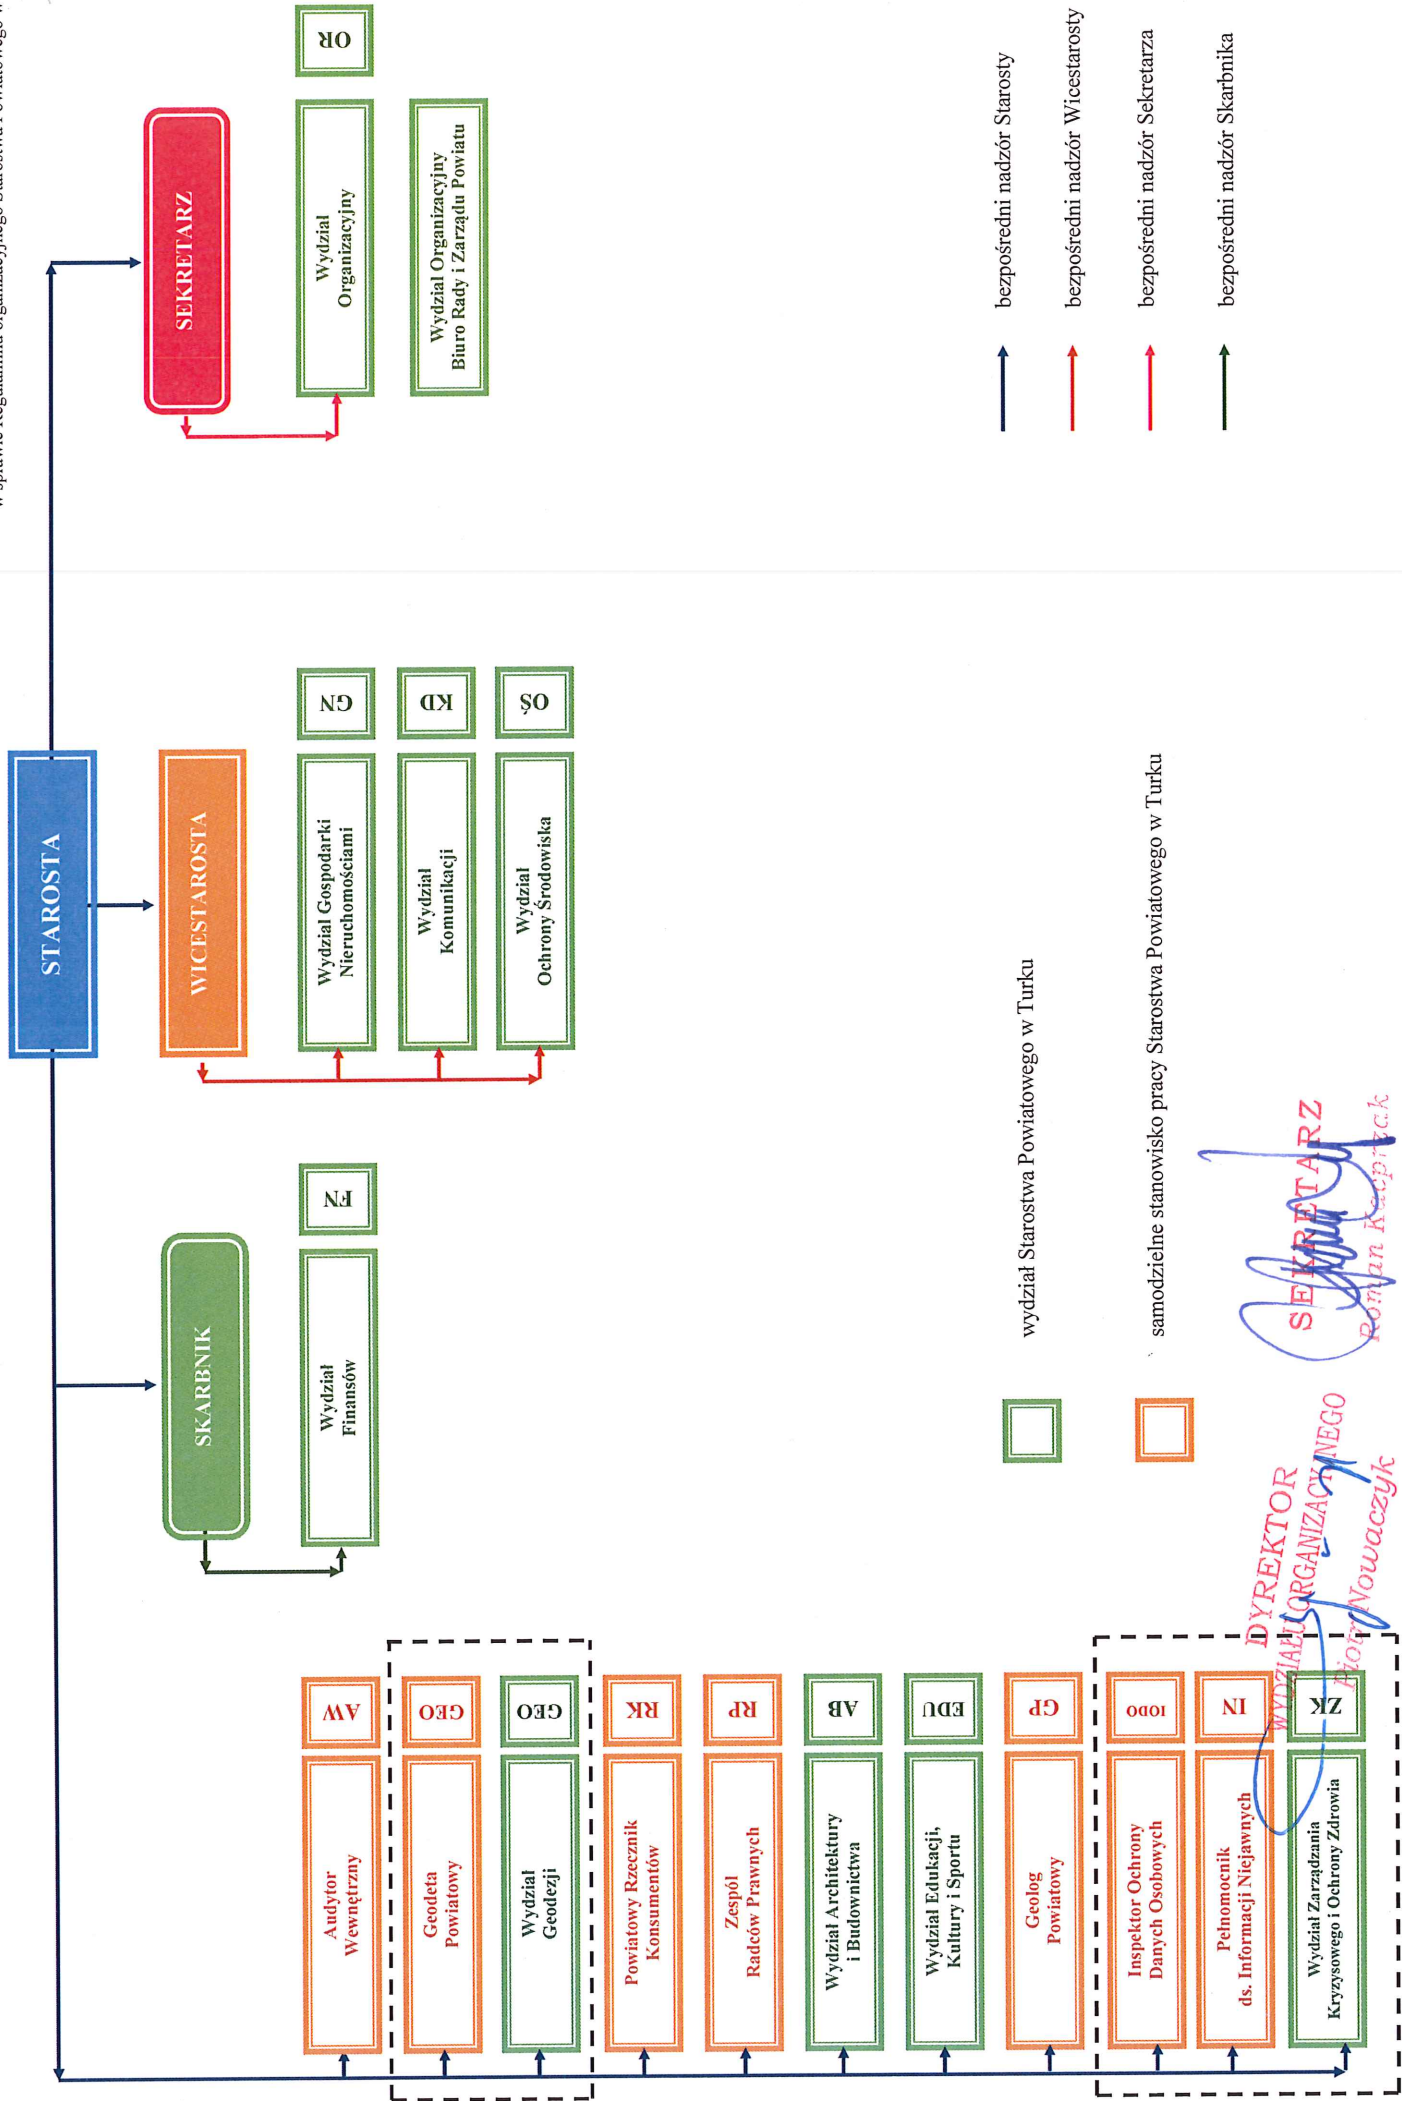 w sprawie Regulaminu organizacyjnego Starostwa Powiatowego w
STAROSTA
SKARBNIK
WICESTAROSTA
SEKRETARZ
Audytor
Wewnętrzny
AW
Geodeta
Powiatowy
GEO
Wydział
Geodezji
GEO
Powiatowy Rzecznik
Konsumentów
RK
Zespół
Radców Prawnych
RP
Wydział Architektury
i Budownictwa
AB
Wydział Edukacji,
Kultury i Sportu
EDU
Geolog
Powiatowy
GP
Inspektor Ochrony
Danych Osobowych
IODO
Pełnomocnik
ds. Informacji Niejawnych
IN
Wydział Zarządzania
Kryzysowego i Ochrony Zdrowia
ZK
Wydział
Finansów
FN
Wydział Gospodarki
Nieruchomościami
GN
Wydział
Komunikacji
KD
Wydział
Ochrony Środowiska
OŚ
Wydział
Organizacyjny
OR
Wydział Organizacyjny
Biuro Rady i Zarządu Powiatu
wydział Starostwa Powiatowego w Turku
samodzielne stanowisko pracy Starostwa Powiatowego w Turku
bezpośredni nadzór Starosty
bezpośredni nadzór Wicestarosty
bezpośredni nadzór Sekretarza
bezpośredni nadzór Skarbnika
DYREKTOR
WYDZIAŁU ORGANIZACYJNEGO
Piotr Nowaczyk
SEKRETARZ
Roman Kacprzak